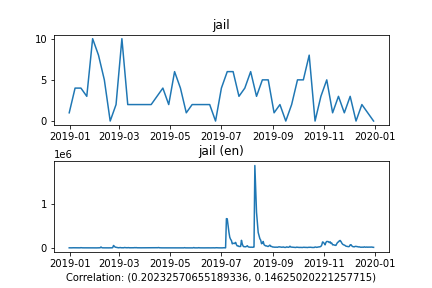 jail
10
5
0
2019-01 2019-03 2019-05 2019-07 2019-09 2019-11 2020-01
1e6
jail (en)
1
0
2019-01 2019-03 2019-05 2019-07 2019-09 2019-11 2020-01
Correlation: (0.20232570655189336, 0.14625020221257715)